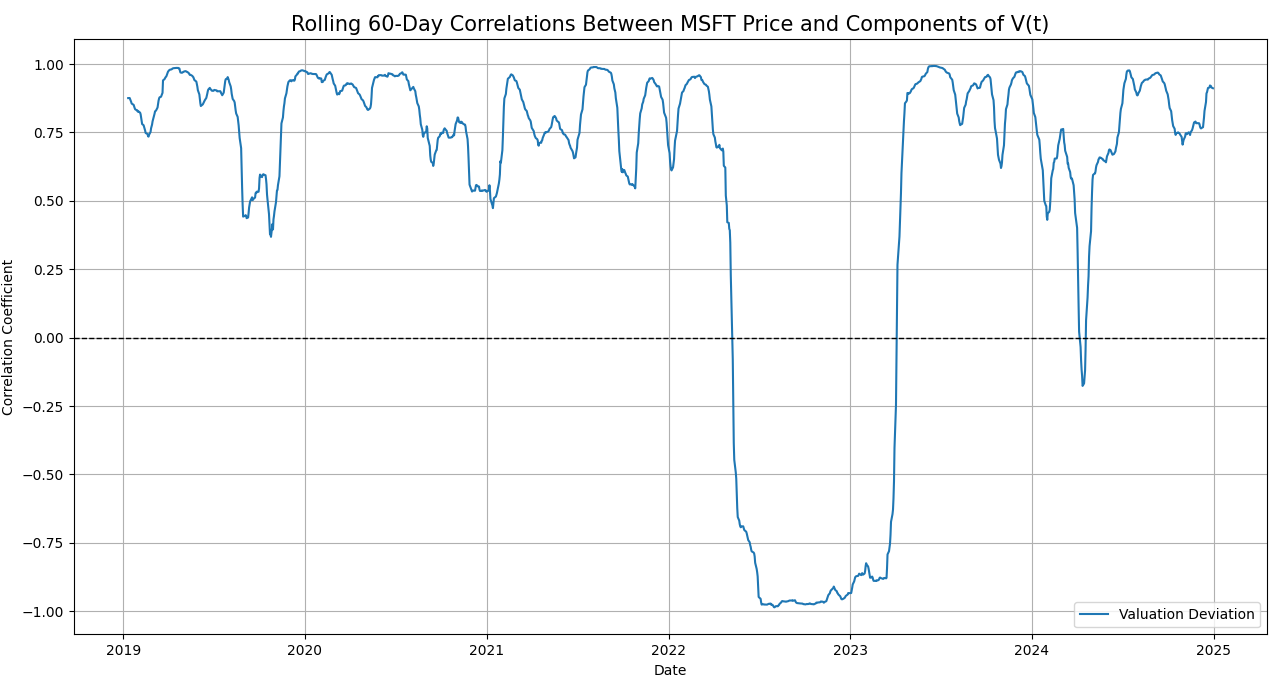 Rolling 60-Day Correlations Between MSFT Price and Components of V(t)
1.00
0.75
0.50
0.25
0.00
−0.25
−0.50
−0.75
−1.00
Correlation Coefficient
Valuation Deviation
2019 2020 2021 2022 2023 2024 2025
Date